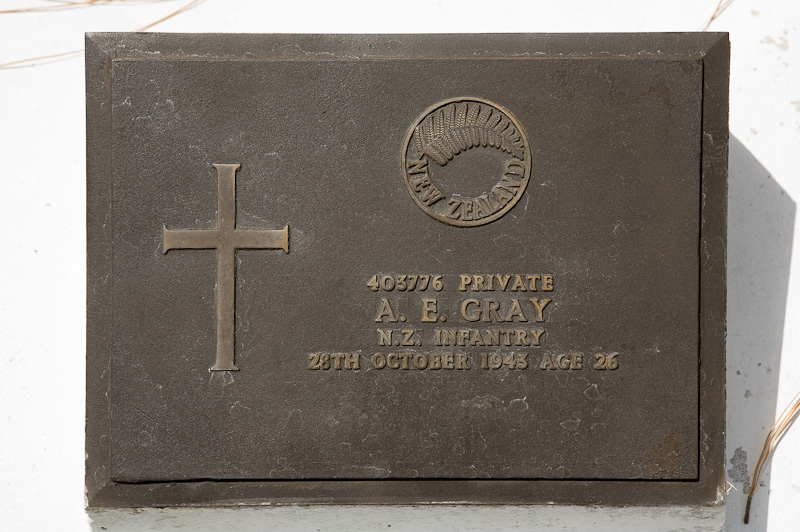 NEW ZEALAND
403776 PRIVATE
A. E. GRAY
N.Z. INFANTRY
28TH OCTOBER 1943 AGE 26